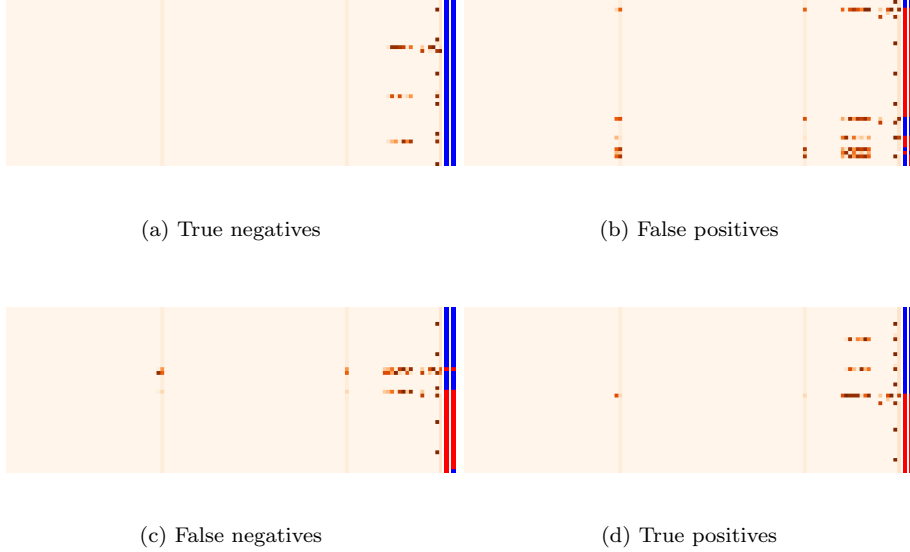 (a) True negatives
(b) False positives
(c) False negatives
(d) True positives